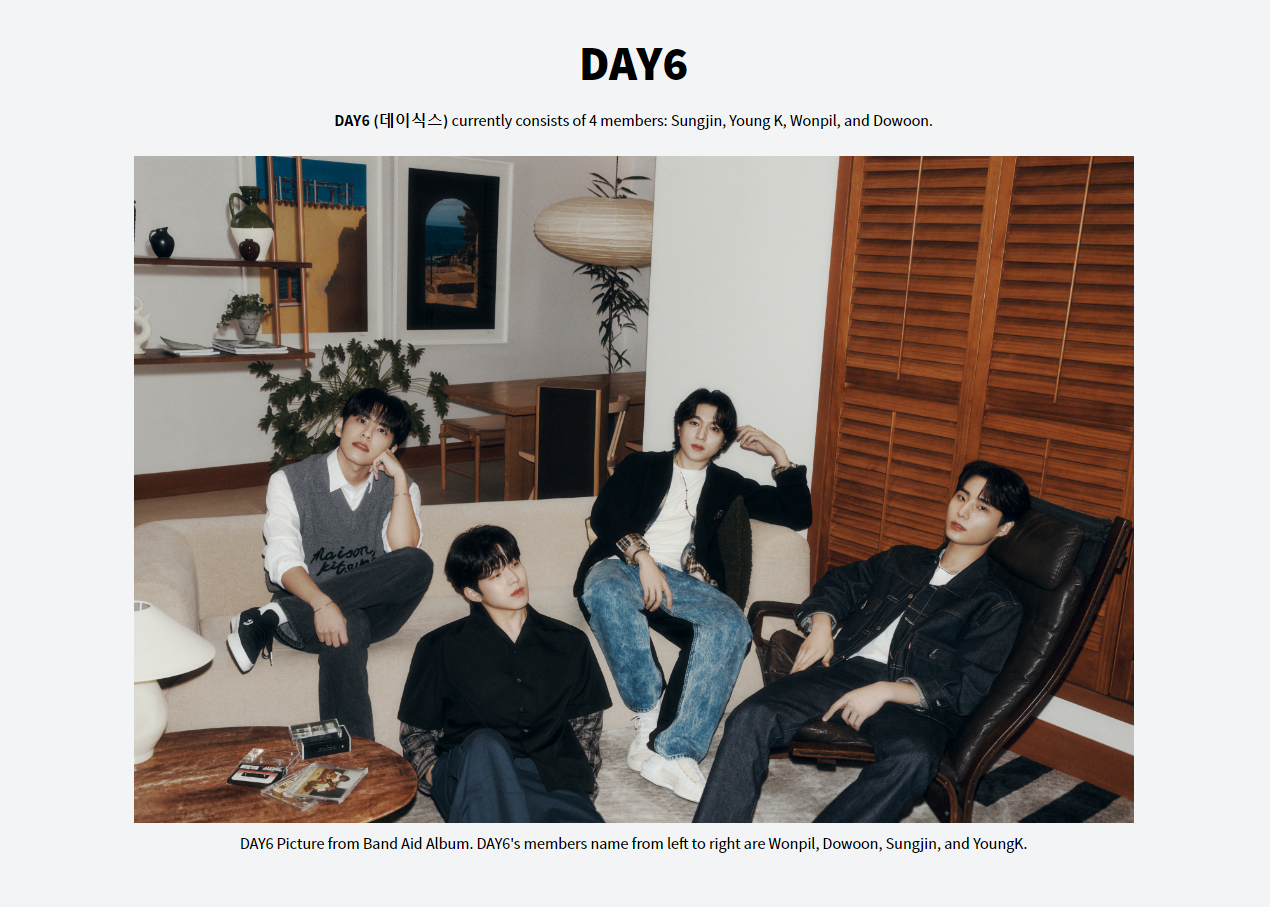 DAY6
DAY6 (데이식스) currently consists of 4 members: Sungjin, Young K, Wonpil, and Dowoon.
Maison
DAY6 Picture from Band Aid Album. DAY6's members name from left to right are Wonpil, Dowoon, Sungjin, and YoungK.